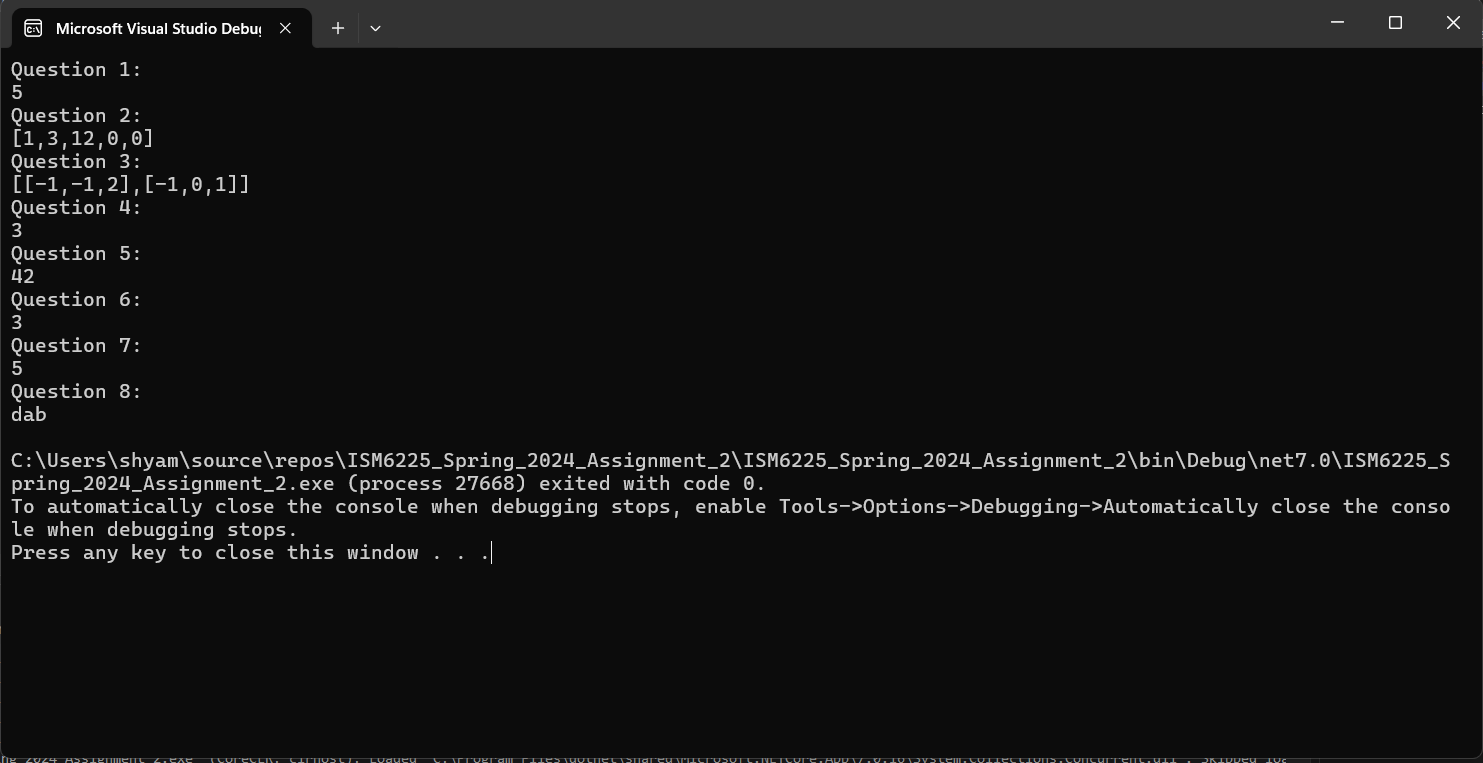 Microsoft Visual Studio Debu
Question 1:
5
Question 2:
[1,3,12,0,0]
Question 3:
[[-1,-1,2],[-1,0,1]]
Question 4:
3
Question 5:
42
Question 6:
3
Question 7:
5
Question 8:
dab
C:\Users\shyam\source\repos\ISM6225_Spring_2024_Assignment_2\ISM6225_Spring_2024_Assignment_2\bin\Debug\net7.0\ISM6225_S
pring_2024_Assignment_2.exe (process 27668) exited with code 0.
To automatically close the console when debugging stops, enable Tools->Options->Debugging->Automatically close the conso
le when debugging stops.
Press any key to close this window . . .